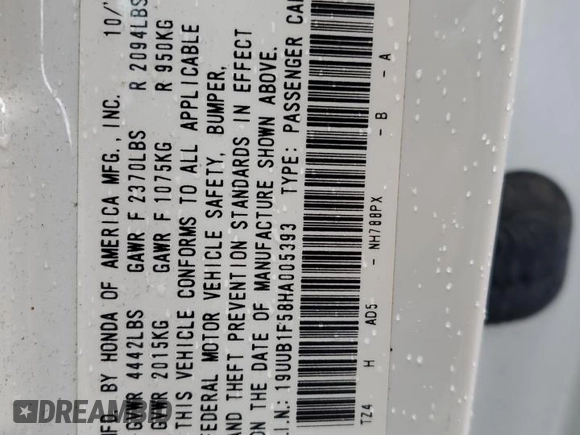 MFD. BY HONDA OF AMERICA MFG., INC. 10/
GVWR 4442LBS GAWR F 2370LBS R 2094LBS
GVWR 2015KG GAWR F 1075KG R 950KG
THIS VEHICLE CONFORMS TO ALL APPLICABLE
FEDERAL MOTOR VEHICLE SAFETY, BUMPER,
AND THEFT PREVENTION STANDARDS IN EFFECT
ON THE DATE OF MANUFACTURE SHOWN ABOVE.
V.I.N.: 19UUB1F58HA005393 TYPE: PASSENGER CA
TZ4 H AD5- NH788PX -B -A
DREAMBID